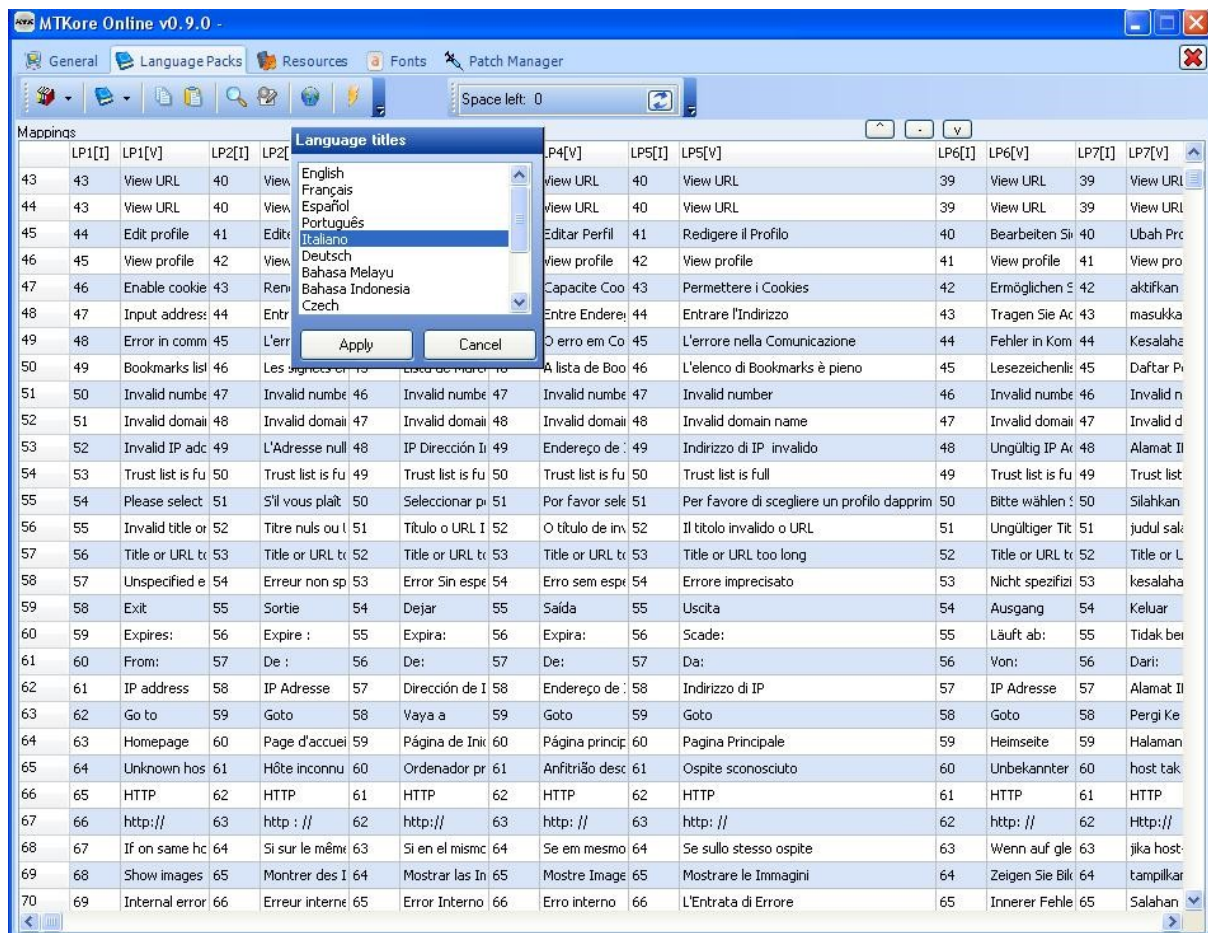 MTKore Online v0.9.0 -
General Language Packs Resources Fonts Patch Manager
Space left: 0
Mappings
^ - v
Language titles
English
Français
Español
Português
Italiano
Deutsch
Bahasa Melayu
Bahasa Indonesia
Czech
Apply Cancel
LP1[I] LP1[V] LP2[I] LP2[ .P4[V] LP5[I] LP5[V] LP6[I] LP6[V] LP7[I] LP7[V]
43 43 View URL 40 View View URL 40 View URL 39 View URL 39 View URL
44 43 View URL 40 View View URL 40 View URL 39 View URL 39 View URL
45 44 Edit profile 41 Edite Editar Perfil 41 Redigere il Profilo 40 Bearbeiten Si 40 Ubah Pro
46 45 View profile 42 View View profile 42 View profile 41 View profile 41 View pro
47 46 Enable cookie 43 Ren Capacite Coo 43 Permettere i Cookies 42 Ermöglichen S 42 aktifkan
48 47 Input address 44 Entr Entre Endere 44 Entrare l'Indirizzo 43 Tragen Sie Ac 43 masukka
49 48 Error in comm 45 L'err O erro em Co 45 L'errore nella Comunicazione 44 Fehler in Kom 44 Kesalaha
50 49 Bookmarks list 46 Les A lista de Boo 46 L'elenco di Bookmarks è pieno 45 Lesezeichenlis 45 Daftar
51 50 Invalid numbe 47 Invalid numbe 46 Invalid numbe 47 Invalid numbe 47 Invalid number 46 Invalid numbe 46 Invalid n
52 51 Invalid domai 48 Invalid domai 47 Invalid domai 48 Invalid domai 48 Invalid domain name 47 Invalid domai 47 Invalid d
53 52 Invalid IP adc 49 L'Adresse null 48 IP Dirección I 49 Endereço de 49 Indirizzo di IP invalido 48 Ungültig IP A 48 Alamat I
54 53 Trust list is fu 50 Trust list is fu 49 Trust list is fu 50 Trust list is fu 50 Trust list is full 49 Trust list is fu 49 Trust list
55 54 Please select 51 S'il vous plaît 50 Seleccionar p 51 Por favor sele 51 Per favore di scegliere un profilo dapprim 50 Bitte wählen S 50 Silahkan
56 55 Invalid title or 52 Titre nuls ou 51 Título o URL I 52 O título de inv 52 Il titolo invalido o URL 51 Ungültiger Tit 51 judul sala
57 56 Title or URL to 53 Title or URL to 52 Title or URL to 53 Title or URL to 53 Title or URL too long 52 Title or URL to 52 Title or L
58 57 Unspecified e 54 Erreur non sp 53 Error Sin espe 54 Erro sem espe 54 Errore imprecisato 53 Nicht spezifizi 53 kesalaha
59 58 Exit 55 Sortie 54 Dejar 55 Saída 55 Uscita 54 Ausgang 54 Keluar
60 59 Expires: 56 Expire : 55 Expira: 56 Expira: 56 Scade: 55 Läuft ab: 55 Tidak ber
61 60 From: 57 De : 56 De: 57 De: 57 Da: 56 Von: 56 Dari:
62 61 IP address 58 IP Adresse 57 Dirección de I 58 Endereço de 58 Indirizzo di IP 57 IP Adresse 57 Alamat I
63 62 Go to 59 Goto 58 Vaya a 59 Goto 59 Goto 58 Goto 58 Pergi Ke
64 63 Homepage 60 Page d'accuei 59 Página de Inic 60 Página princip 60 Pagina Principale 59 Heimseite 59 Halaman
65 64 Unknown hos 61 Hôte inconnu 60 Ordenador pr 61 Anfitrião desc 61 Ospite sconosciuto 60 Unbekannter 60 host tak
66 65 HTTP 62 HTTP 61 HTTP 62 HTTP 62 HTTP 61 HTTP 61 HTTP
67 66 http:// 63 http : // 62 http:// 63 http: // 63 http: // 62 http: // 62 Http://
68 67 If on same hc 64 Si sur le même 63 Si en el mismc 64 Se em mesmo 64 Se sullo stesso ospite 63 Wenn auf gle 63 jika host-
69 68 Show images 65 Montrer des I 64 Mostrar las In 65 Mostre Image 65 Mostrare le Immagini 64 Zeigen Sie Bilc 64 tampilkar
70 69 Internal error 66 Erreur interne 65 Error Interno 66 Erro interno 66 L'Entrata di Errore 65 Innerer Fehle 65 Salahan